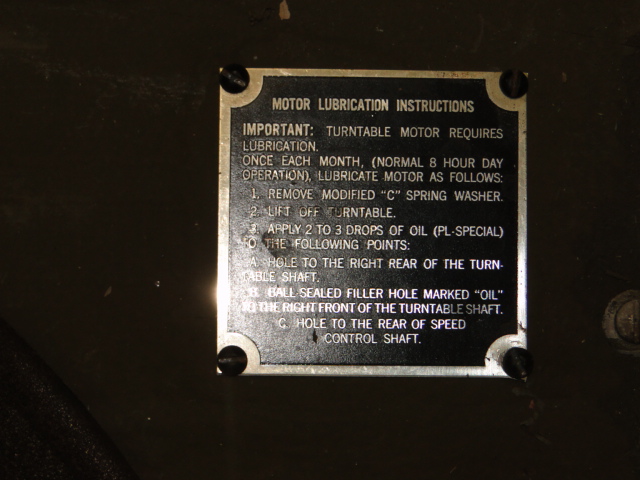 MOTOR LUBRICATION INSTRUCTIONS
IMPORTANT: TURNTABLE MOTOR REQUIRES
LUBRICATION.
ONCE EACH MONTH, (NORMAL 8 HOUR DAY
OPERATION), LUBRICATE MOTOR AS FOLLOWS:
1. REMOVE MODIFIED "C" SPRING WASHER.
2. LIFT OFF TURNTABLE.
3. APPLY 2 TO 3 DROPS OF OIL (PL-SPECIAL)
TO THE FOLLOWING POINTS:
A. HOLE TO THE RIGHT REAR OF THE TURN-
TABLE SHAFT.
B. BALL SEALED FILLER HOLE MARKED "OIL"
TO THE RIGHT FRONT OF THE TURNTABLE SHAFT.
C. HOLE TO THE REAR OF SPEED
CONTROL SHAFT.